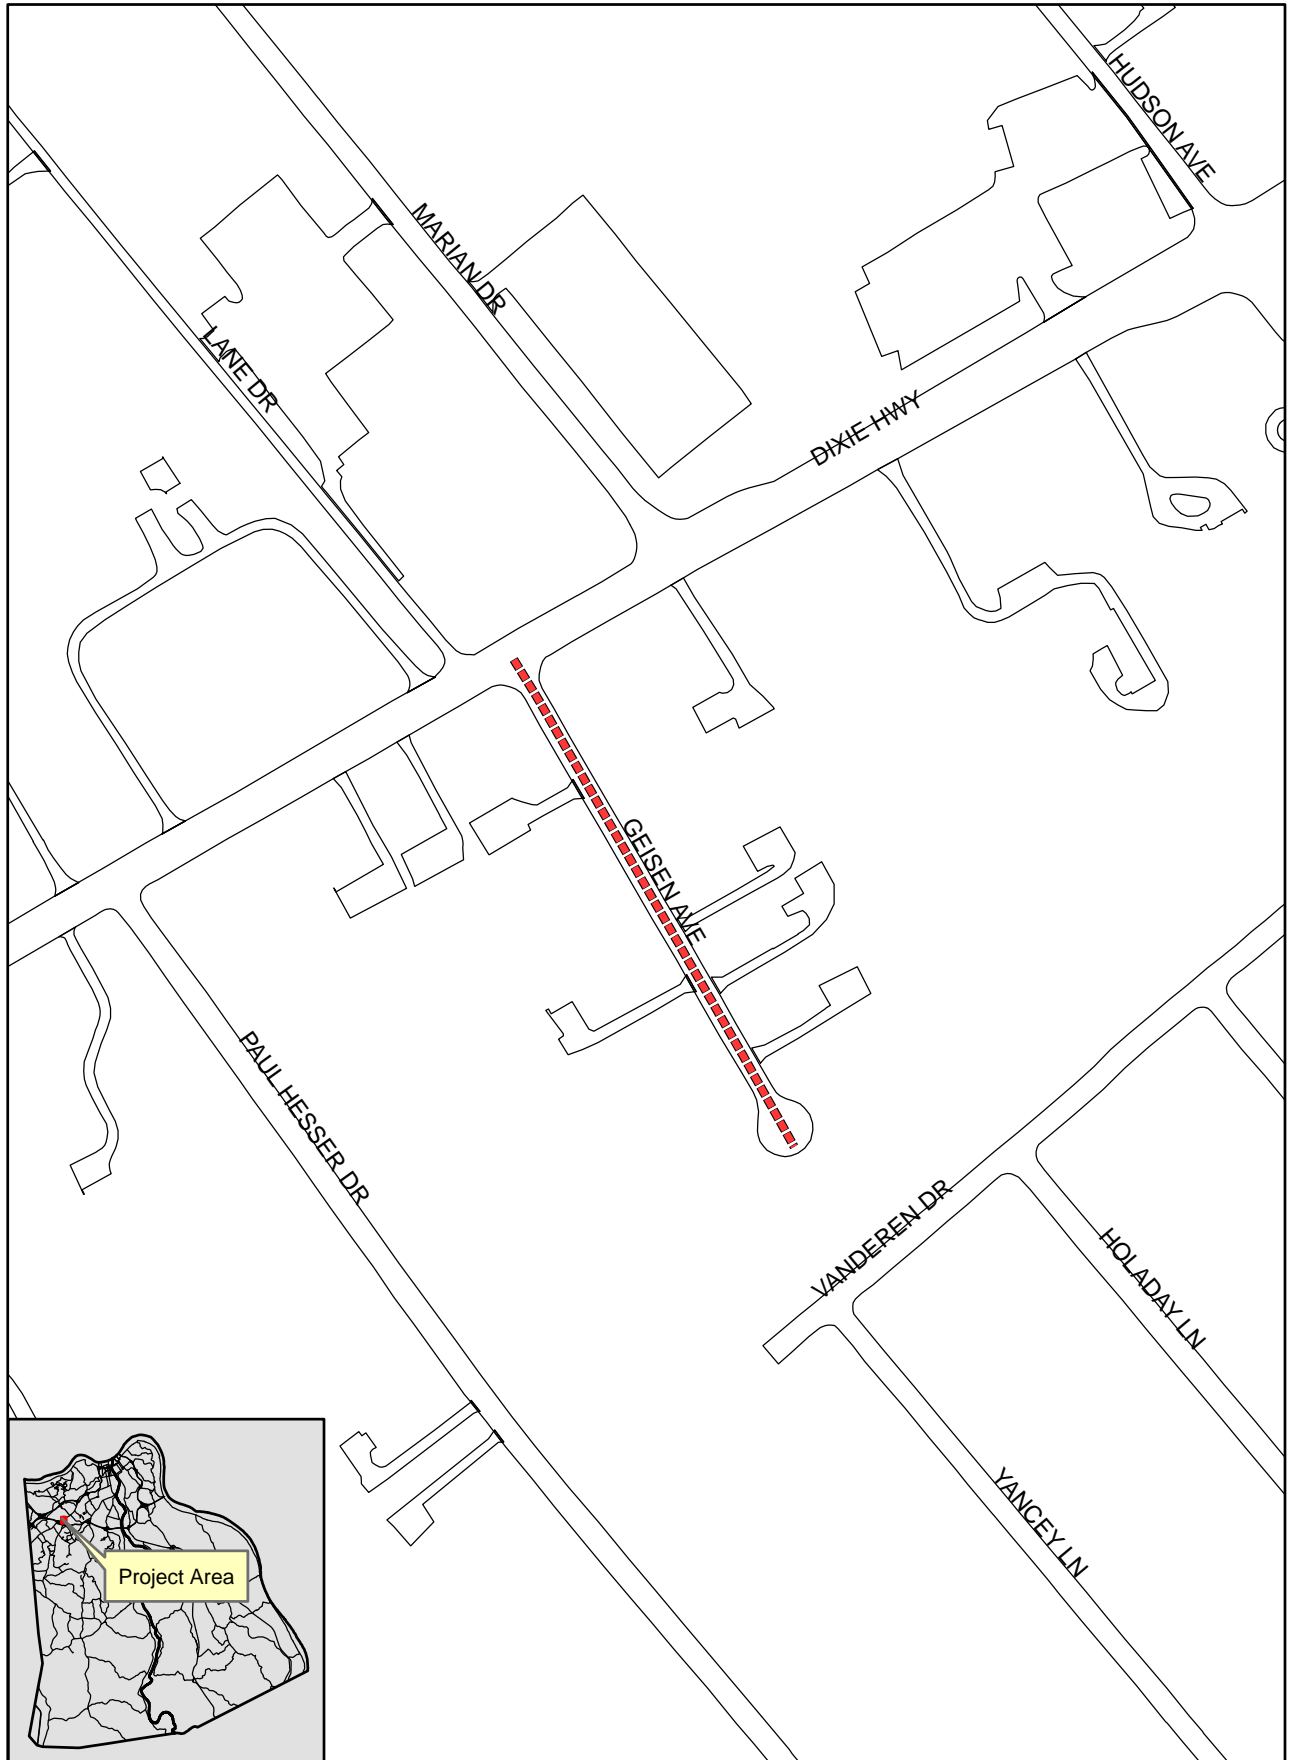 HUDSON AVE
MARIAN DR
LANE DR
DIXIE HWY
GEISEN AVE
PAUL HESSER DR
VANDEREN DR
HOLADAY LN
YANCEY LN
Project Area